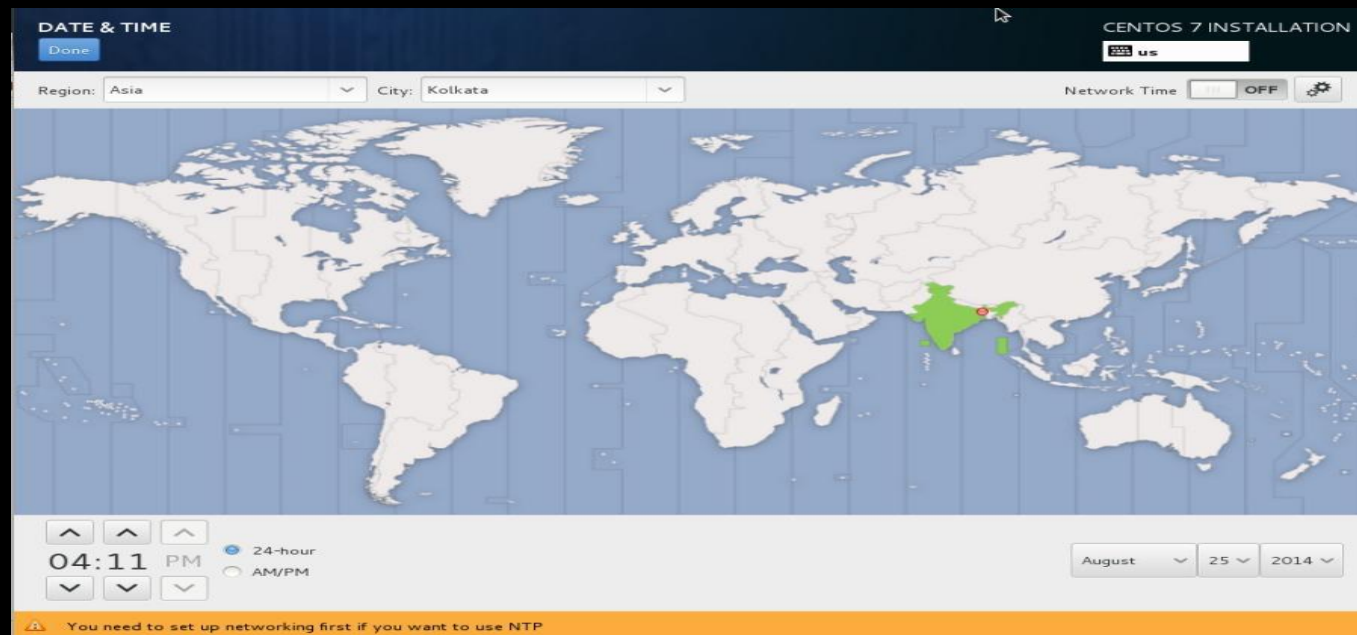 DATE & TIME
CENTOS 7 INSTALLATION
Done
us
Region: Asia City: Kolkata Network Time OFF
04:11 PM
24-hour
AM/PM
August 25 2014
You need to set up networking first if you want to use NTP